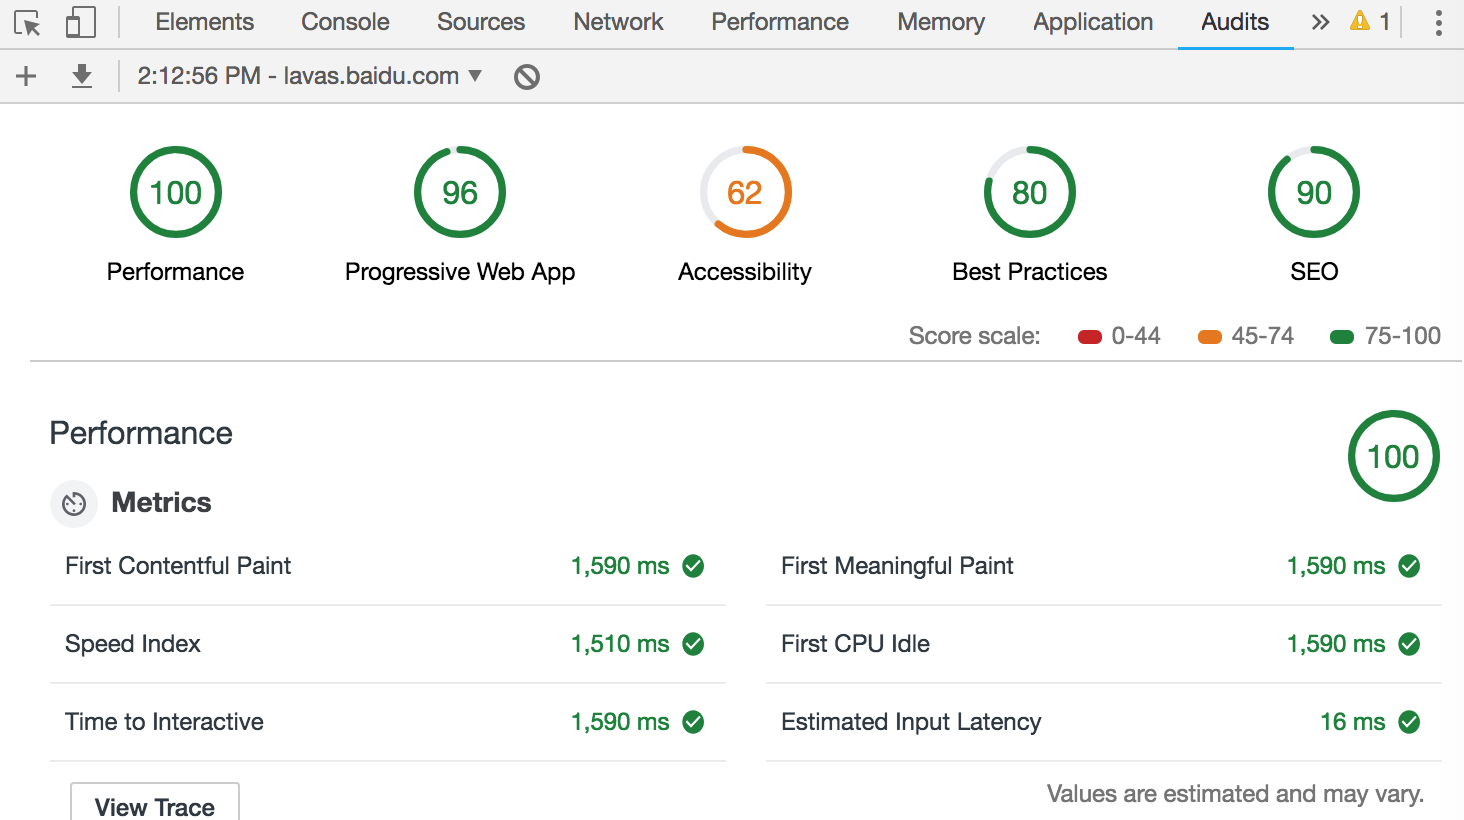 Elements Console Sources Network Performance Memory Application Audits » 1
2:12:56 PM - lavas.baidu.com
100 96 62 80 90
Performance Progressive Web App Accessibility Best Practices SEO
Score scale: 0-44 45-74 75-100
Performance 100
Metrics
First Contentful Paint 1,590 ms First Meaningful Paint 1,590 ms
Speed Index 1,510 ms First CPU Idle 1,590 ms
Time to Interactive 1,590 ms Estimated Input Latency 16 ms
View Trace Values are estimated and may vary.